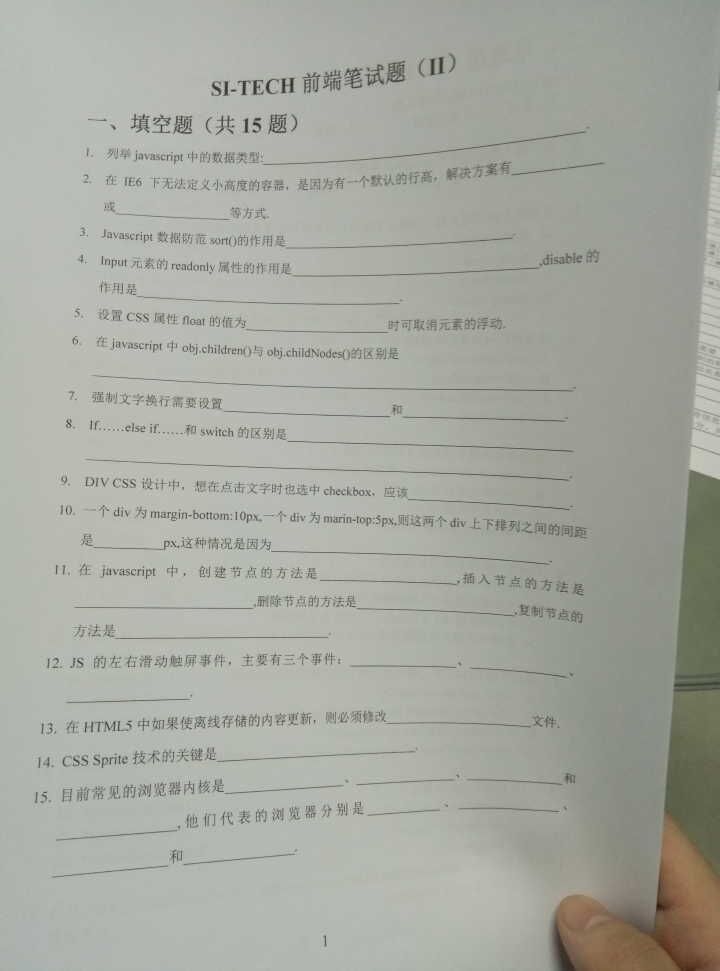 SI-TECH 前端笔试题（II）
一、填空题（共 15 题）
1. 列举 javascript 中的数据类型:____________________.
2. 在 IE6 下无法定义小高度的容器，是因为有一个默认的行高，解决方案有__________
或__________等方式.
3. Javascript 数据防范 sort()的作用是____________________.
4. Input 元素的 readonly 属性的作用是____________________,disable 的
作用是____________________.
5. 设置 CSS 属性 float 的值为____________________时可取消元素的浮动.
6. 在 javascript 中 obj.children()与 obj.childNodes()的区别是
____________________.
7. 强制文字换行需要设置____________________和____________________.
8. If……else if……和 switch 的区别是____________________
____________________.
9. DIV CSS 设计中，想在点击文字时也选中 checkbox，应该____________________.
10. 一个 div 为 margin-bottom:10px,一个 div 为 marin-top:5px,则这两个 div 上下排列之间的间距
是__________px,这种情况是因为____________________.
11. 在 javascript 中，创建节点的方法是____________________,插入节点的方法是
____________________,删除节点的方法是____________________,复制节点的
方法是____________________.
12. JS 的左右滑动触屏事件，主要有三个事件：__________、__________、
__________.
13. 在 HTML5 中如果使离线存储的内容更新，则必须修改____________________文件.
14. CSS Sprite 技术的关键是____________________.
15. 目前常见的浏览器内核是__________、__________、__________和
__________,他们代表的浏览器分别是__________、__________、
__________和__________.
1